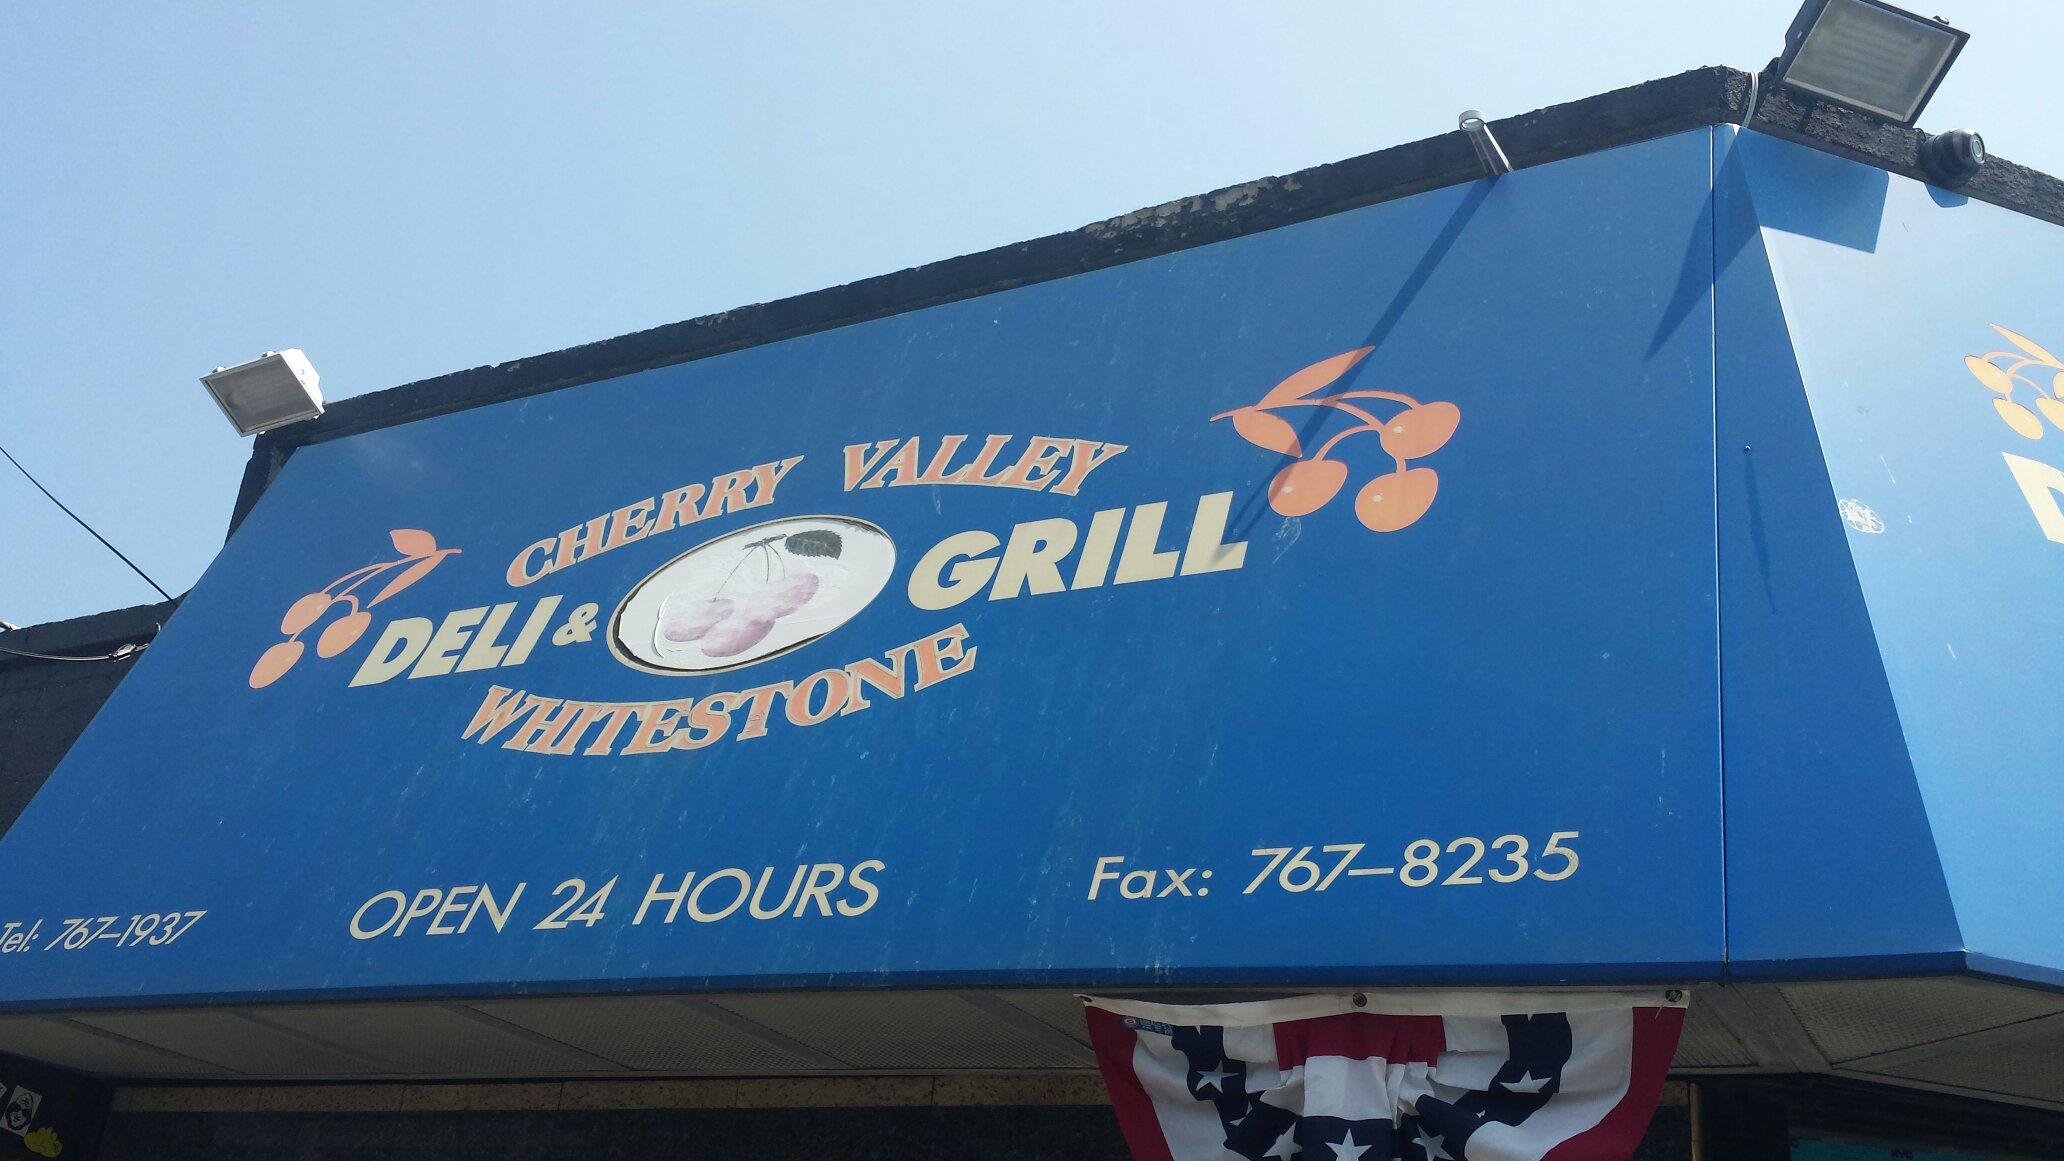 CHERRY VALLEY
DELI & GRILL
WHITESTONE
Tel: 767-1937
OPEN 24 HOURS
Fax: 767-8235